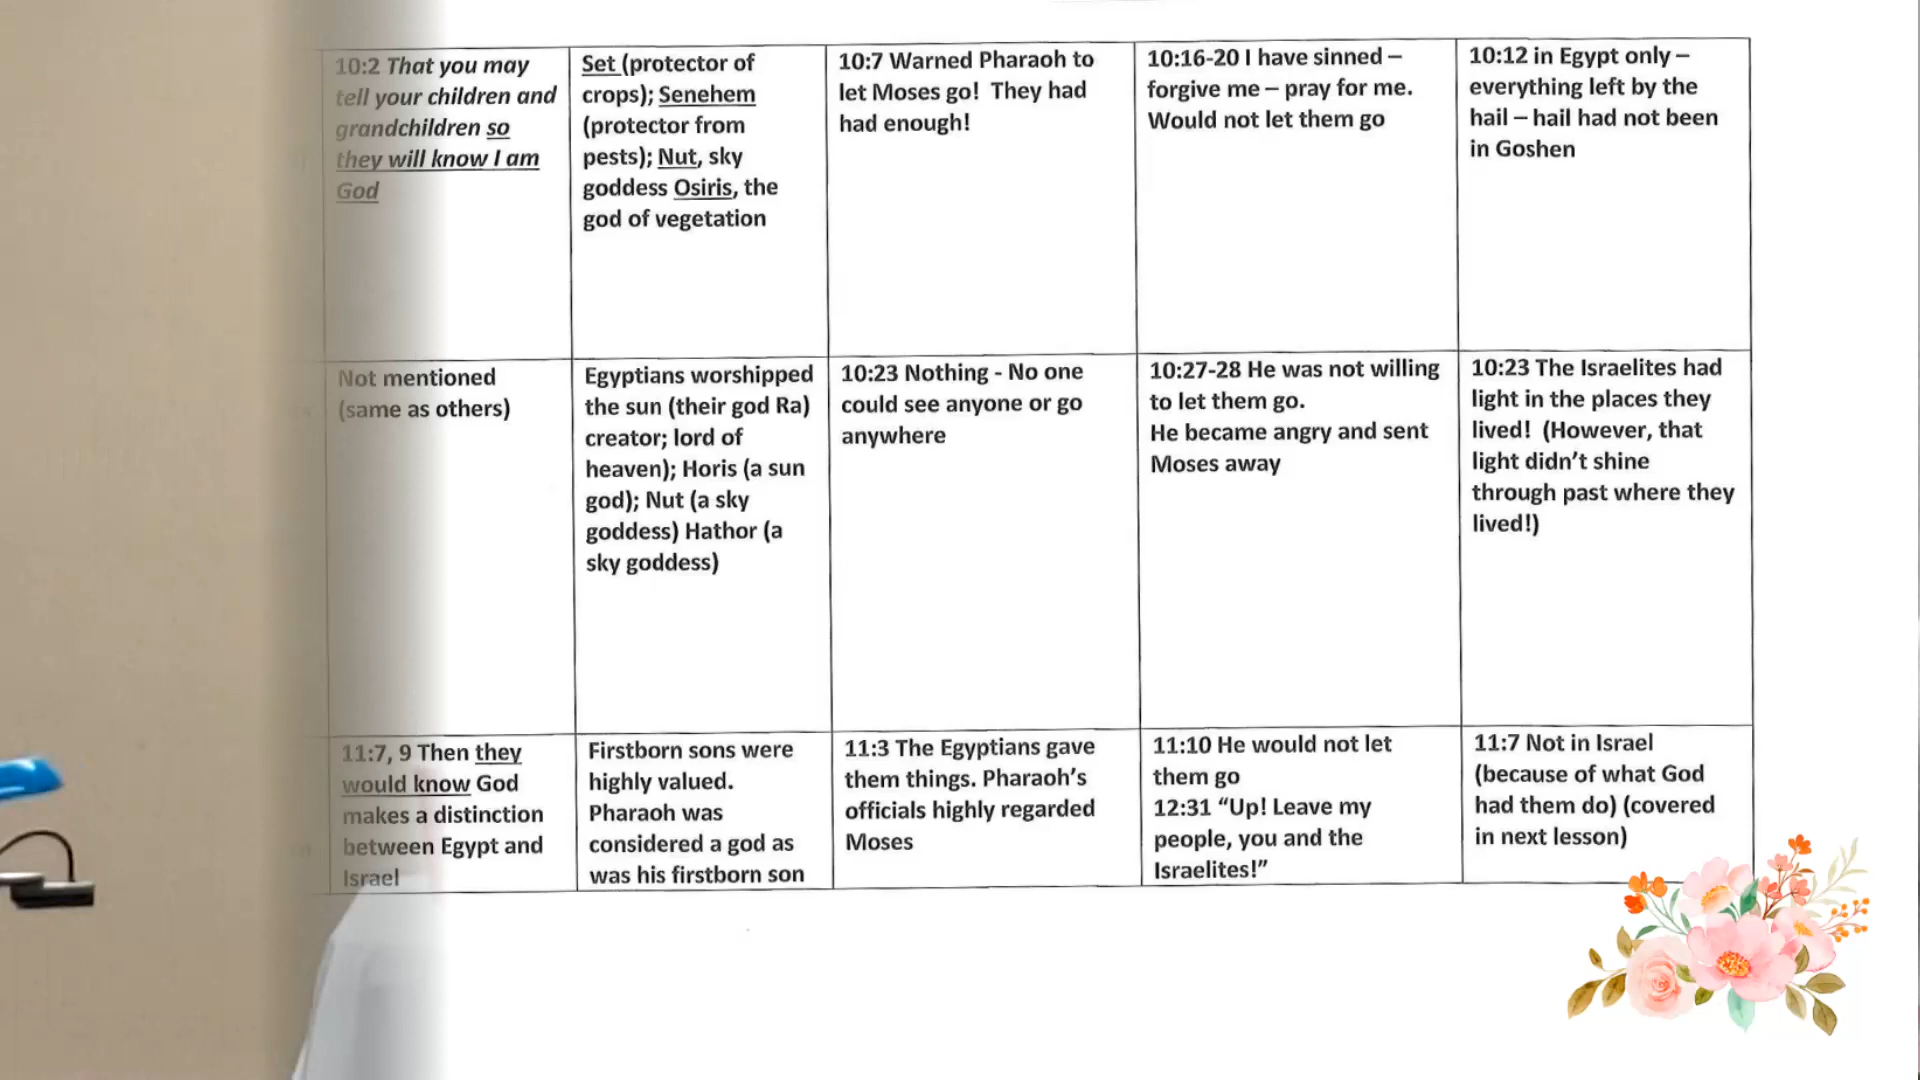 10:2 That you may
tell your children and
grandchildren so
they will know I am
God
Set (protector of
crops); Senehem
(protector from
pests); Nut, sky
goddess Osiris, the
god of vegetation
10:7 Warned Pharaoh to
let Moses go! They had
had enough!
10:16-20 I have sinned –
forgive me – pray for me.
Would not let them go
10:12 in Egypt only –
everything left by the
hail – hail had not been
in Goshen
Not mentioned
(same as others)
Egyptians worshipped
the sun (their god Ra)
creator; lord of
heaven); Horis (a sun
god); Nut (a sky
goddess) Hathor (a
sky goddess)
10:23 Nothing - No one
could see anyone or go
anywhere
10:27-28 He was not willing
to let them go.
He became angry and sent
Moses away
10:23 The Israelites had
light in the places they
lived! (However, that
light didn’t shine
through past where they
lived!)
11:7, 9 Then they
would know God
makes a distinction
between Egypt and
Israel
Firstborn sons were
highly valued.
Pharaoh was
considered a god as
was his firstborn son
11:3 The Egyptians gave
them things. Pharaoh’s
officials highly regarded
Moses
11:10 He would not let
them go
12:31 “Up! Leave my
people, you and the
Israelites!”
11:7 Not in Israel
(because of what God
had them do) (covered
in next lesson)